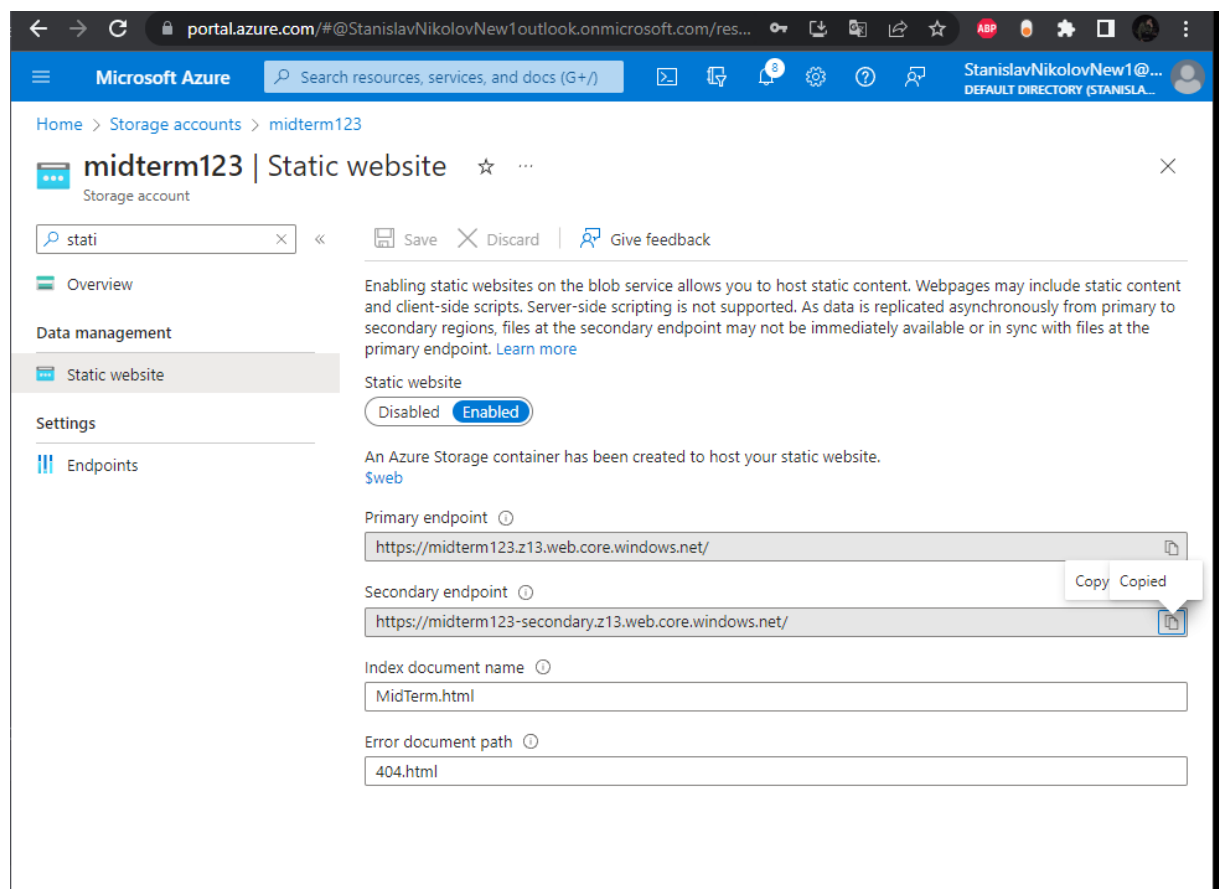 portal.azure.com/#@StanislavNikolovNew1outlook.onmicrosoft.com/res...
ABP
Microsoft Azure
Search resources, services, and docs (G+/)
8
StanislavNikolovNew1@...
DEFAULT DIRECTORY (STANISLA...
Home > Storage accounts > midterm123
midterm123 | Static website
Storage account
stati
Save
Discard
Give feedback
Overview
Data management
Static website
Settings
Endpoints
Enabling static websites on the blob service allows you to host static content. Webpages may include static content
and client-side scripts. Server-side scripting is not supported. As data is replicated asynchronously from primary to
secondary regions, files at the secondary endpoint may not be immediately available or in sync with files at the
primary endpoint. Learn more
Static website
Disabled Enabled
An Azure Storage container has been created to host your static website.
$web
Primary endpoint
https://midterm123.z13.web.core.windows.net/
Copy Copied
Secondary endpoint
https://midterm123-secondary.z13.web.core.windows.net/
Index document name
MidTerm.html
Error document path
404.html